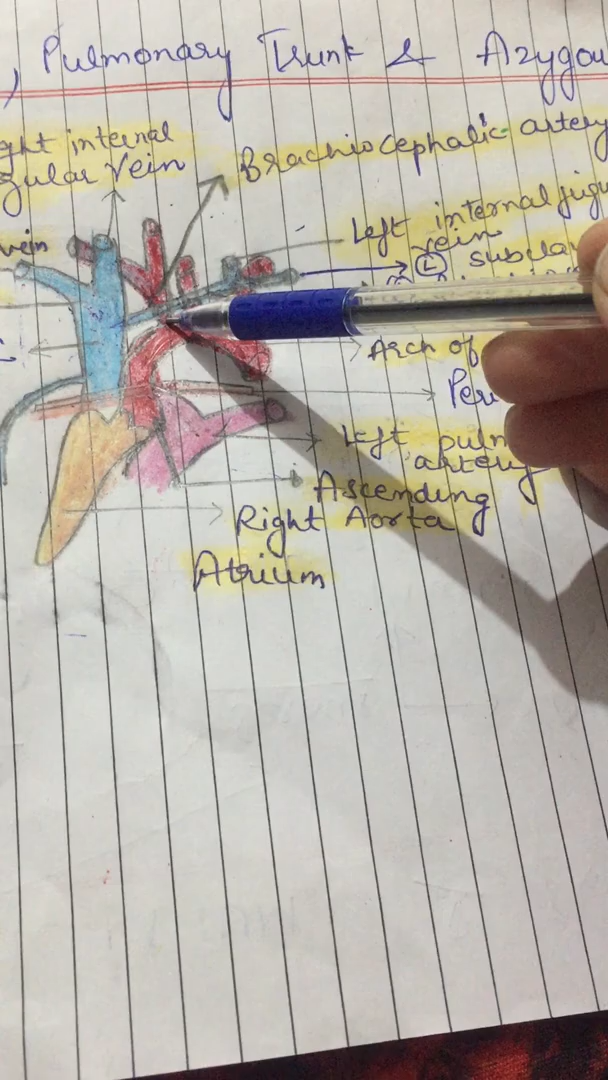 , Pulmonary Trunk & Azygou
ght internal
gular vein
Brachiocephalic artery
vein
Left internal jugu
vein
(L) subcla
Arch of
Peri
Left pulm
artery
Ascending
Aorta
Right
Atrium